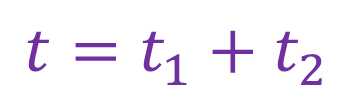 t = t₁ + t₂